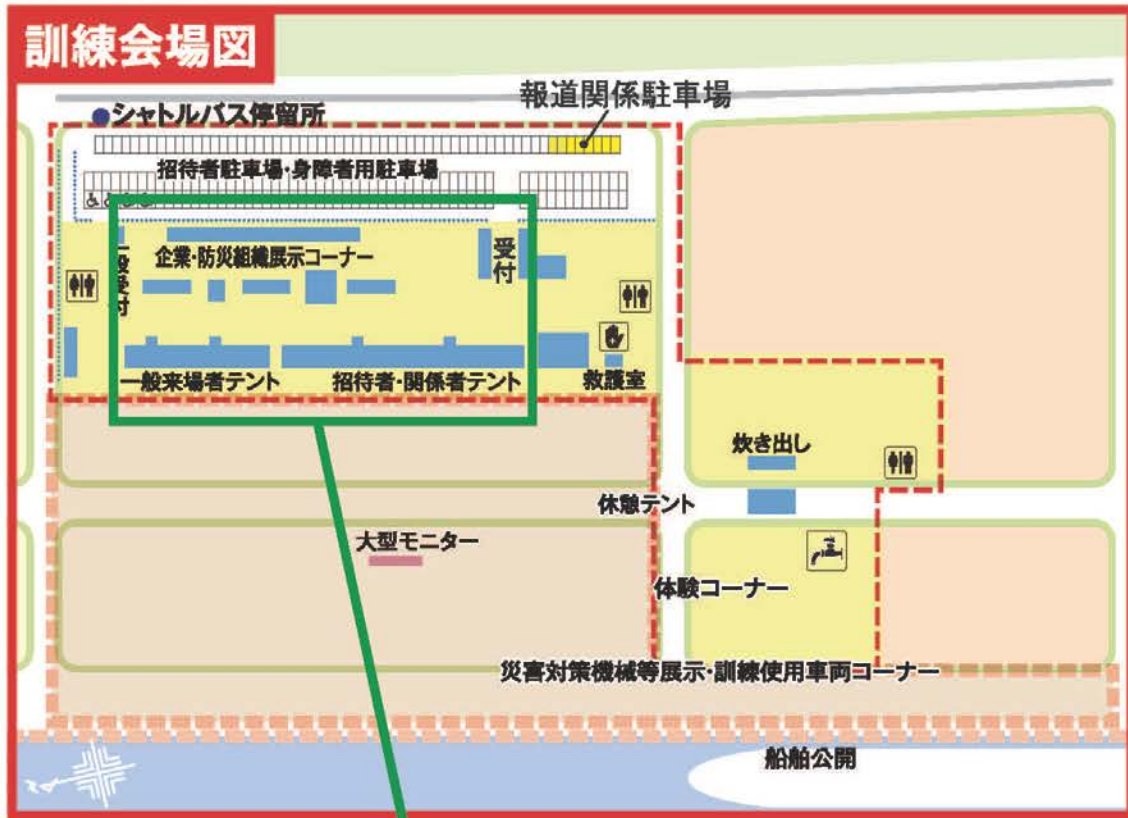 訓練会場図
報道関係駐車場
シャトルバス停留所
招待者駐車場・身障者用駐車場
企業・防災組織展示コーナー
受付
一般受付
一般来場者テント
招待者・関係者テント
救護室
炊き出し
休憩テント
大型モニター
体験コーナー
災害対策機械等展示・訓練使用車両コーナー
船舶公開